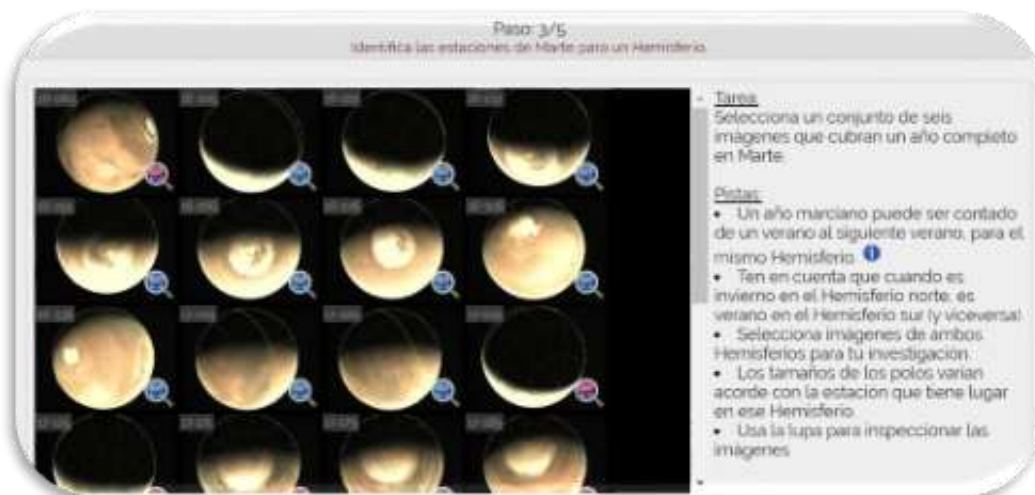 Paso: 3/5
Identifica las estaciones de Marte para un Hemisferio
Tarea:
Selecciona un conjunto de seis
imágenes que cubran un año completo
en Marte.
Pistas:
• Un año marciano puede ser contado
de un verano al siguiente verano, para el
mismo Hemisferio
• Ten en cuenta que cuando es
invierno en el Hemisferio norte, es
verano en el Hemisferio sur (y viceversa)
• Selecciona imágenes de ambos
Hemisferios para tu investigación
• Los tamaños de los polos varían
acorde con la estación que tiene lugar
en ese Hemisferio
• Usa la lupa para inspeccionar las
imágenes